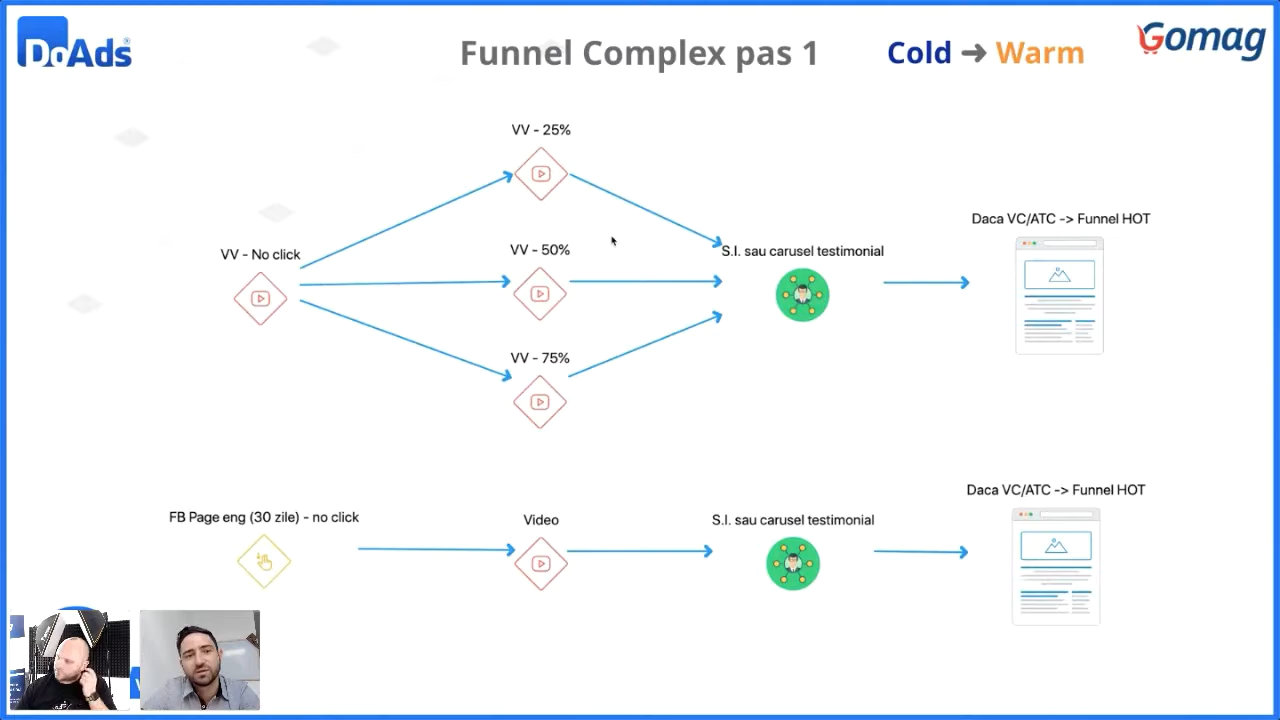 DoAds
Funnel Complex pas 1
Cold ➜ Warm
Gomag
VV - 25%
Daca VC/ATC -> Funnel HOT
VV - No click
VV - 50%
S.I. sau carusel testimonial
VV - 75%
Daca VC/ATC -> Funnel HOT
FB Page eng (30 zile) - no click
Video
S.I. sau carusel testimonial